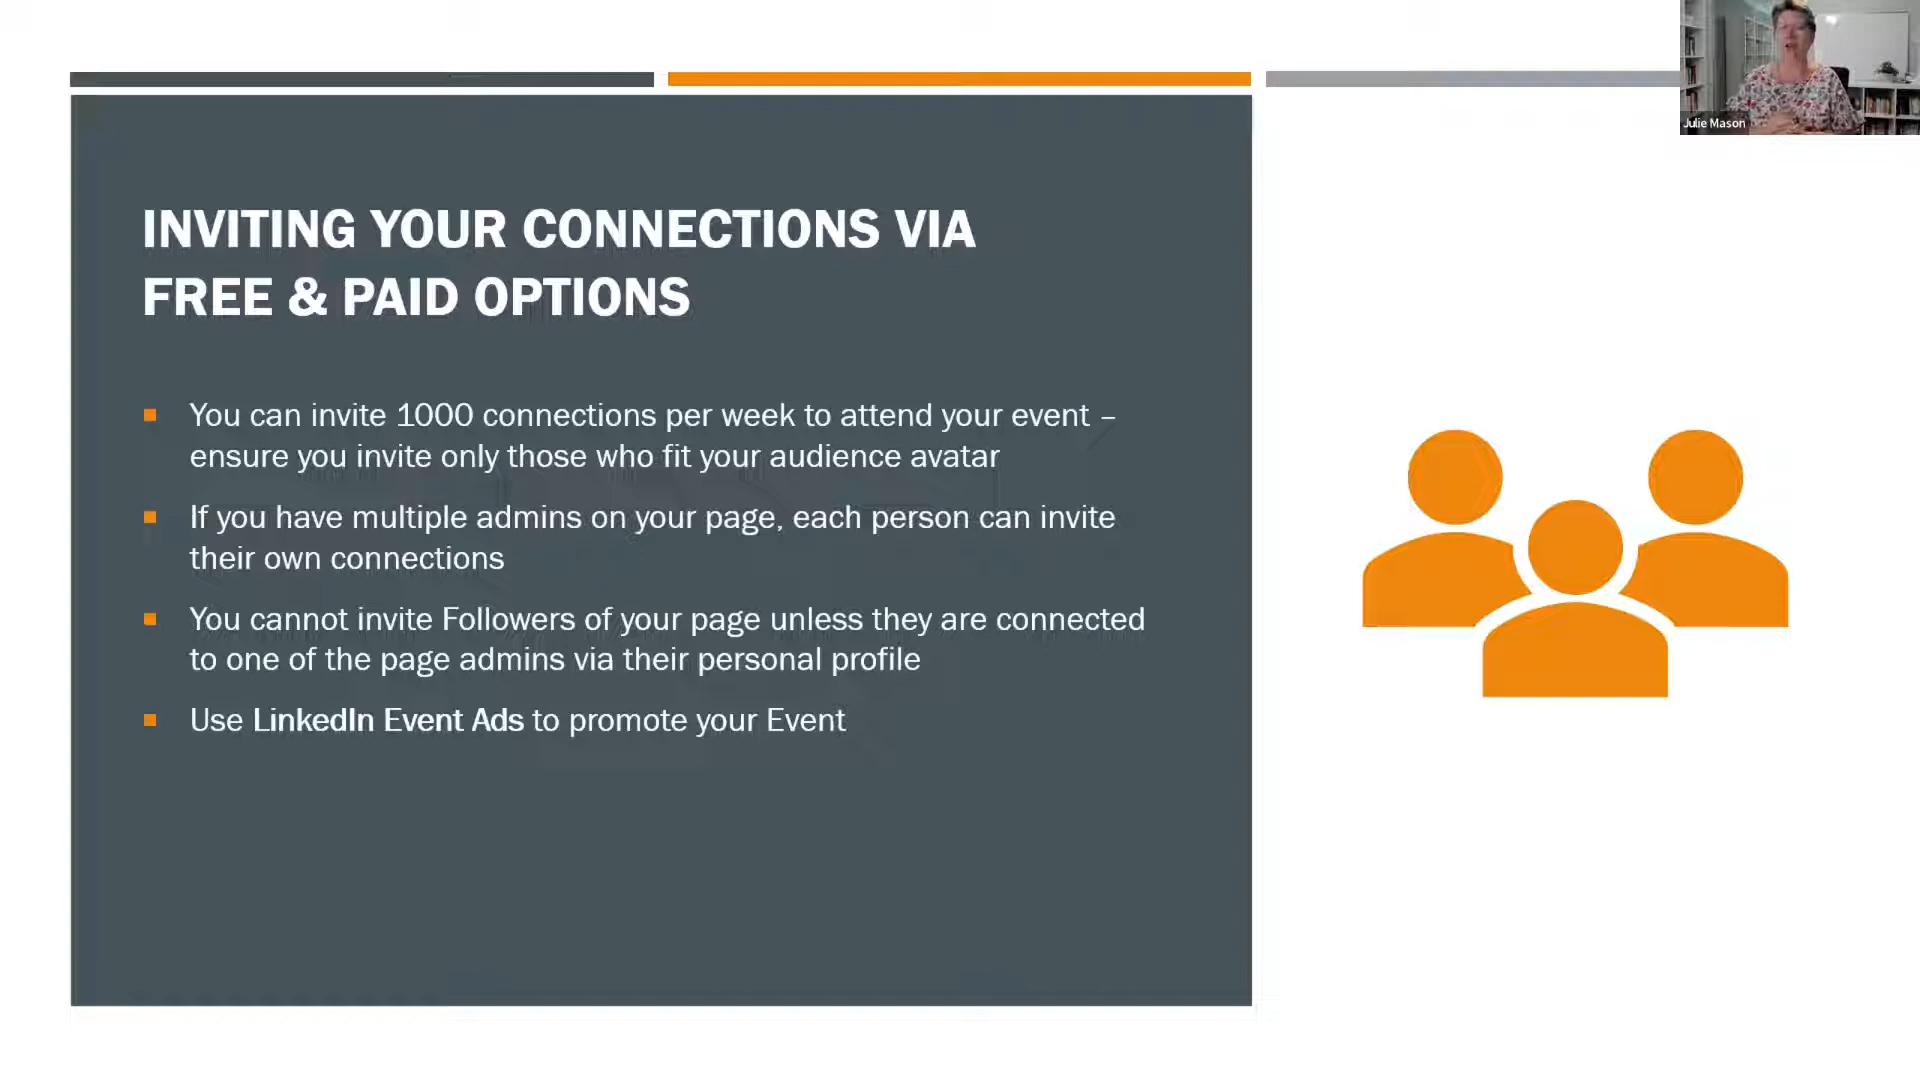 Julie Mason
INVITING YOUR CONNECTIONS VIA
FREE & PAID OPTIONS
You can invite 1000 connections per week to attend your event –
ensure you invite only those who fit your audience avatar
If you have multiple admins on your page, each person can invite
their own connections
You cannot invite Followers of your page unless they are connected
to one of the page admins via their personal profile
Use LinkedIn Event Ads to promote your Event